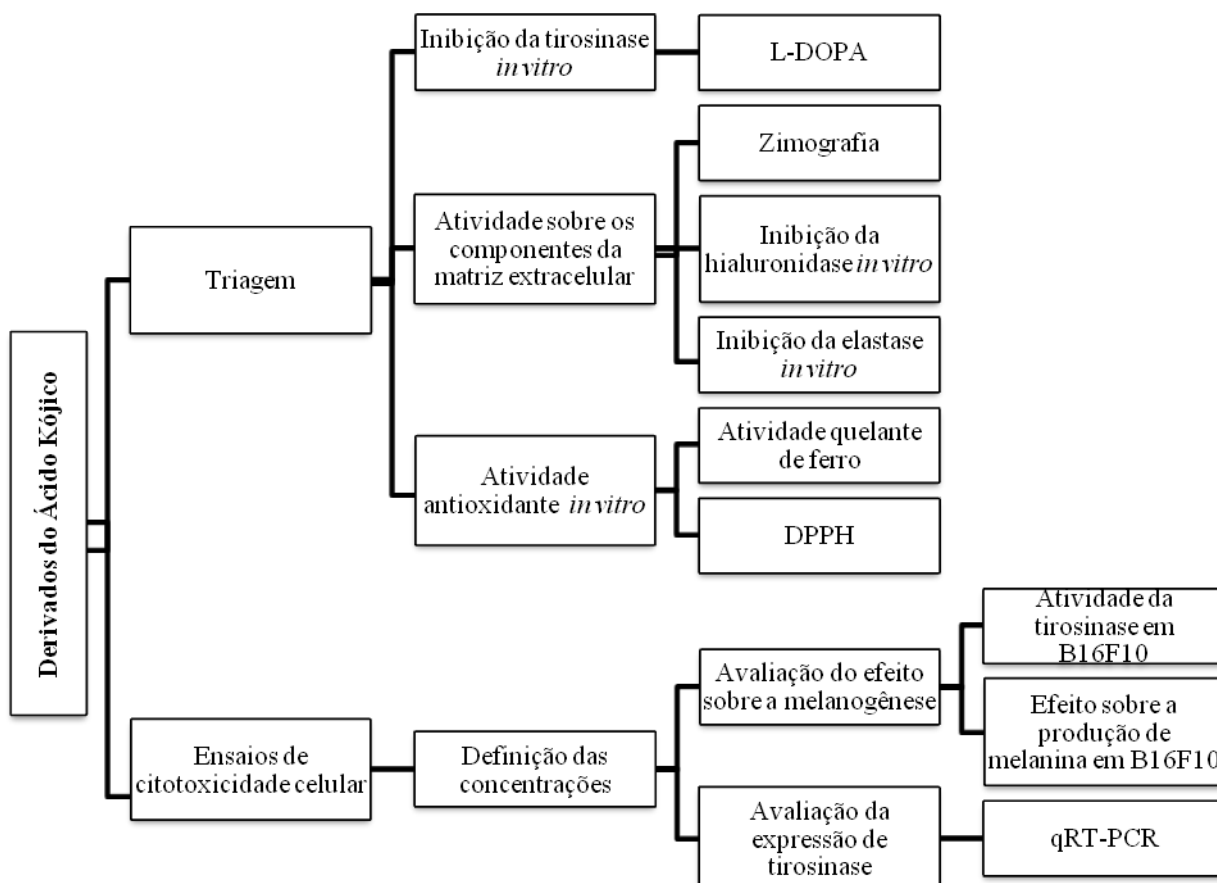 Derivados do Ácido Kójico
Triagem
Inibição da tirosinase
in vitro
L-DOPA
Atividade sobre os
componentes da
matriz extracelular
Zimografia
Inibição da
hialuronidase in vitro
Inibição da elastase
in vitro
Atividade
antioxidante in vitro
Atividade quelante
de ferro
DPPH
Ensaios de
citotoxicidade celular
Definição das
concentrações
Avaliação do efeito
sobre a melanogênese
Atividade da
tirosinase em
B16F10
Efeito sobre a
produção de
melanina em B16F10
Avaliação da
expressão de
tirosinase
qRT-PCR